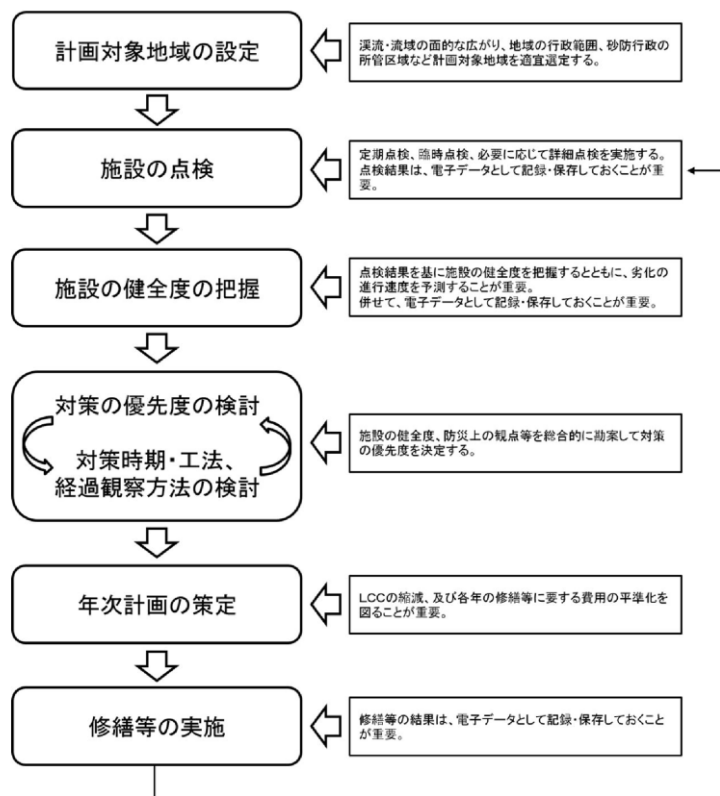 計画対象地域の設定
渓流・流域の面的な広がり、地域の行政範囲、砂防行政の
所管区域など計画対象地域を適宜選定する。
施設の点検
定期点検、臨時点検、必要に応じて詳細点検を実施する。
点検結果は、電子データとして記録・保存しておくことが重
要。
施設の健全度の把握
点検結果を基に施設の健全度を把握するとともに、劣化の
進行速度を予測することが重要。
併せて、電子データとして記録・保存しておくことが重要。
対策の優先度の検討
対策時期・工法、
経過観察方法の検討
施設の健全度、防災上の観点等を総合的に勘案して対策
の優先度を決定する。
年次計画の策定
LCCの縮減、及び各年の修繕等に要する費用の平準化を
図ることが重要。
修繕等の実施
修繕等の結果は、電子データとして記録・保存しておくこと
が重要。